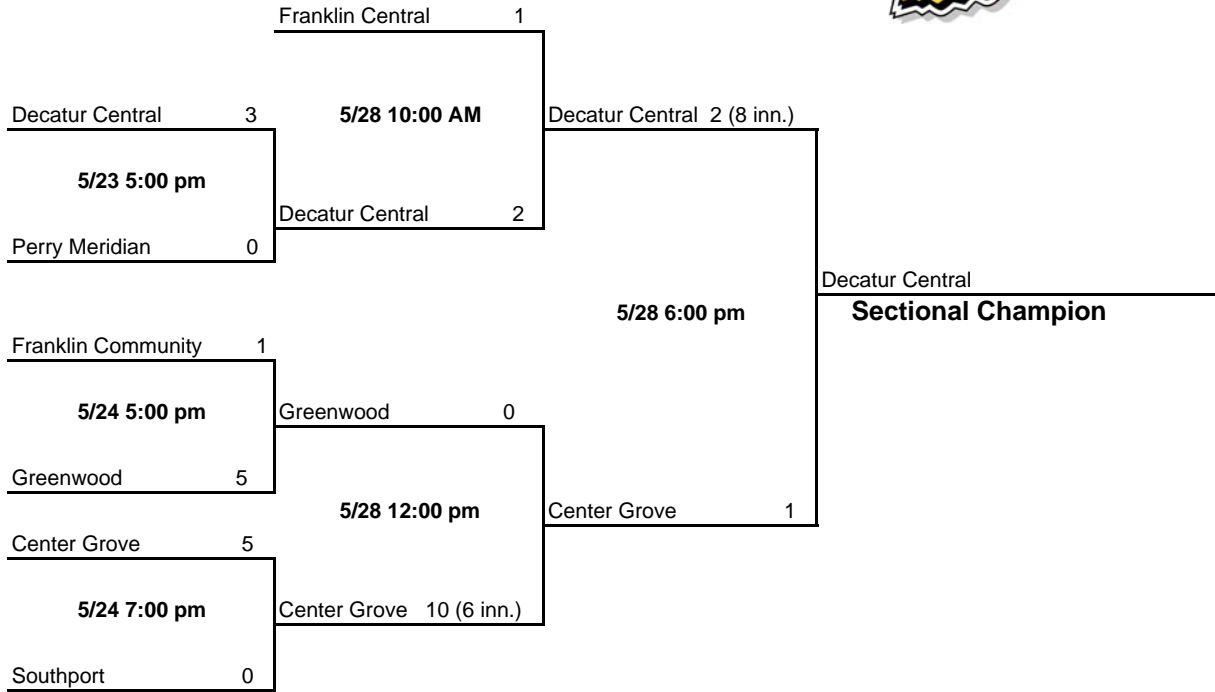 Franklin Central 1
Decatur Central 3
5/28 10:00 AM
Decatur Central 2 (8 inn.)
5/23 5:00 pm
Decatur Central 2
Perry Meridian 0
Decatur Central
5/28 6:00 pm
Sectional Champion
Franklin Community 1
5/24 5:00 pm
Greenwood 0
Greenwood 5
5/28 12:00 pm
Center Grove 1
Center Grove 5
5/24 7:00 pm
Center Grove 10 (6 inn.)
Southport 0